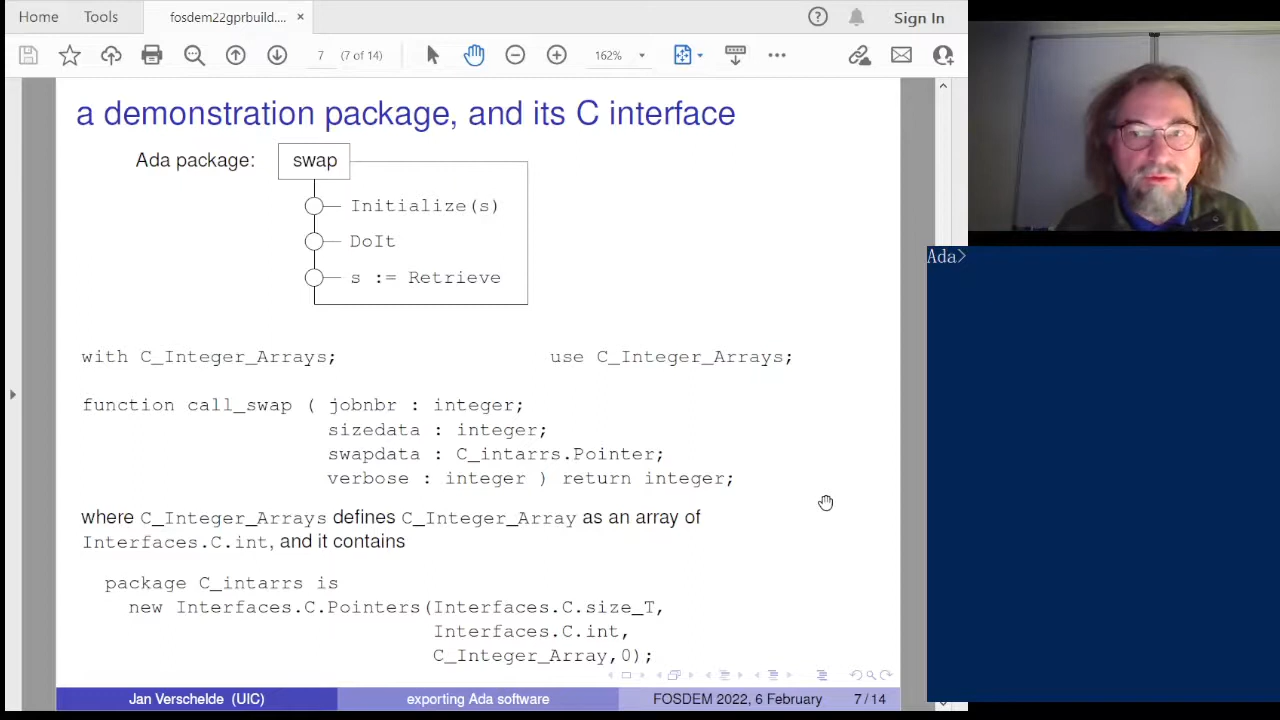 Home Tools fosdem22gprbuild.... × Sign In
7 (7 of 14) 162%
a demonstration package, and its C interface
Ada package: swap
Initialize(s)
DoIt
s := Retrieve
with C_Integer_Arrays; use C_Integer_Arrays;
function call_swap ( jobnbr : integer;
sizedata : integer;
swapdata : C_intarrs.Pointer;
verbose : integer ) return integer;
where C_Integer_Arrays defines C_Integer_Array as an array of
Interfaces.C.int, and it contains
package C_intarrs is
new Interfaces.C.Pointers(Interfaces.C.size_T,
Interfaces.C.int,
C_Integer_Array,0);
Jan Verschelde (UIC) exporting Ada software FOSDEM 2022, 6 February 7 / 14
Ada>